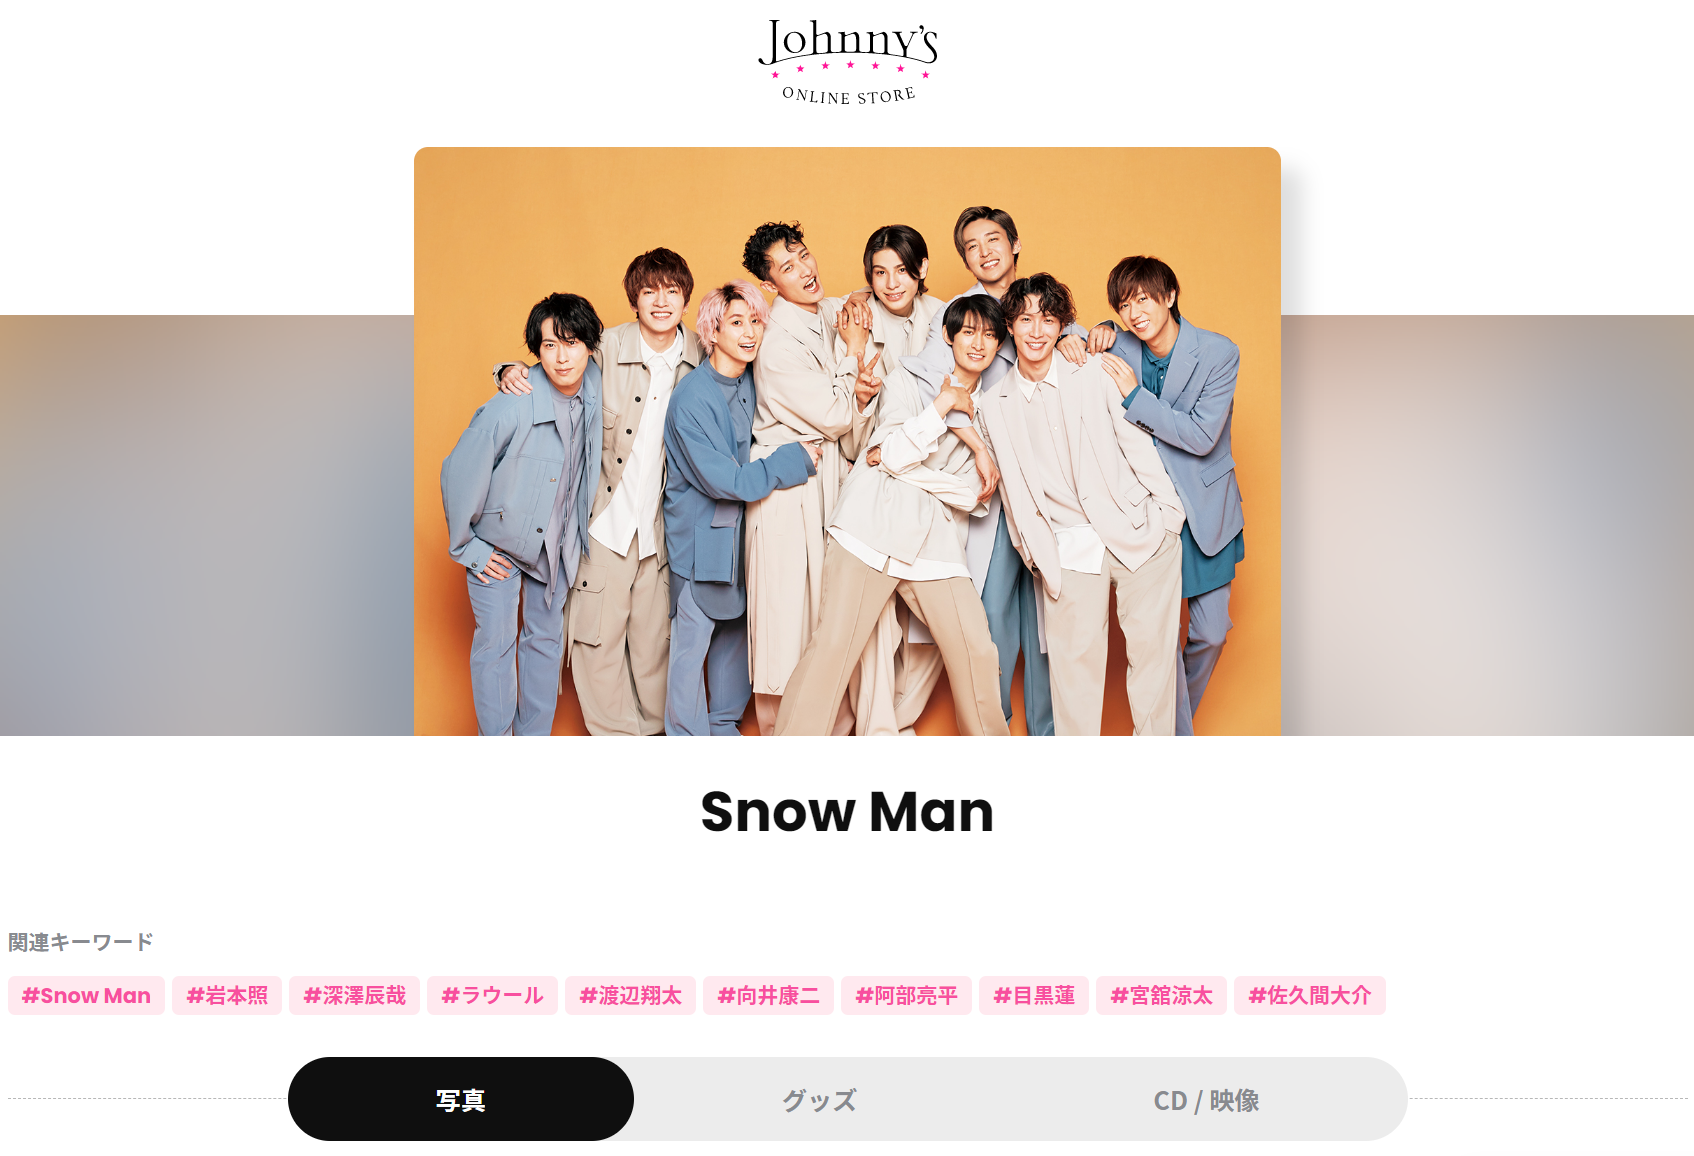 Johnny's
ONLINE STORE
Snow Man
関連キーワード
#Snow Man #岩本照 #深澤辰哉 #ラウール #渡辺翔太 #向井康二 #阿部亮平 #目黒蓮 #宮舘涼太 #佐久間大介
写真 グッズ CD / 映像